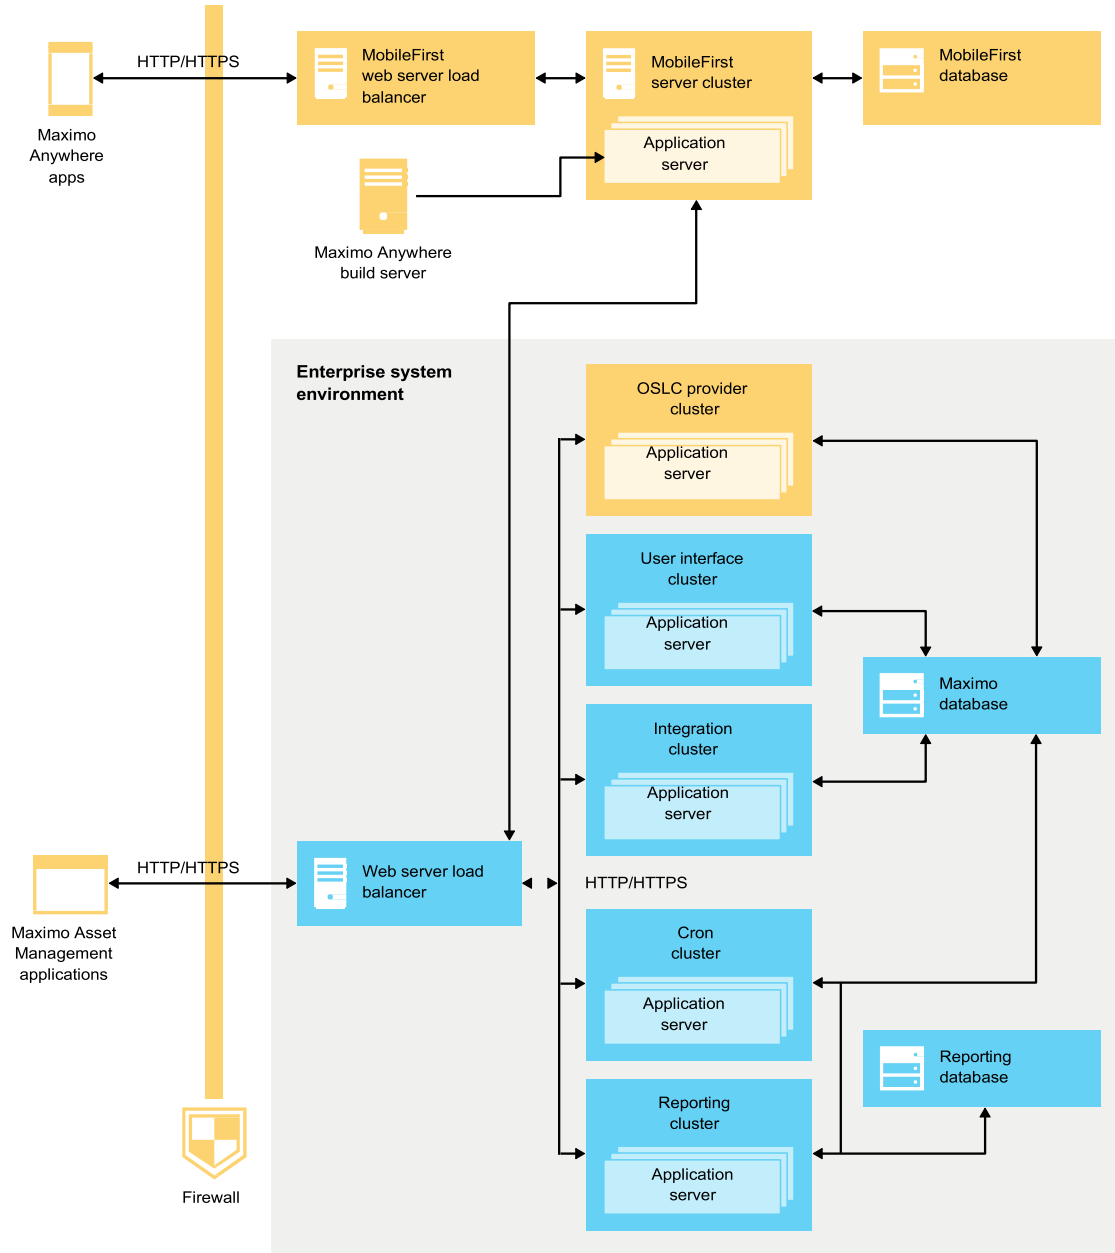 HTTP/HTTPS
Maximo
Anywhere
apps
MobileFirst
web server load
balancer
MobileFirst
server cluster
Application
server
MobileFirst
database
Maximo Anywhere
build server
Enterprise system
environment
OSLC provider
cluster
Application
server
User interface
cluster
Application
server
Maximo
database
Integration
cluster
Application
server
HTTP/HTTPS
Maximo Asset
Management
applications
Web server load
balancer
HTTP/HTTPS
Cron
cluster
Application
server
Reporting
database
Reporting
cluster
Application
server
Firewall